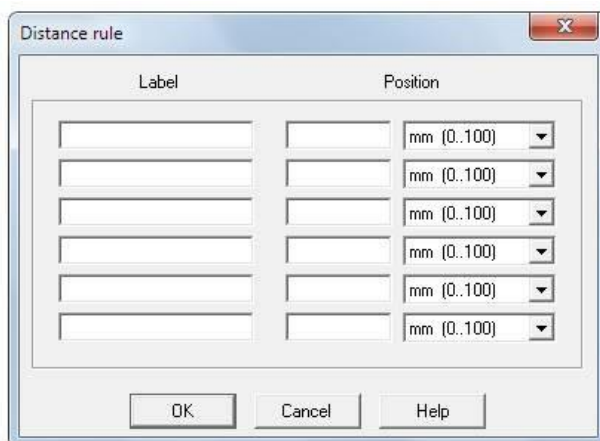 Distance rule
Label Position
mm (0..100)
mm (0..100)
mm (0..100)
mm (0..100)
mm (0..100)
mm (0..100)
OK Cancel Help